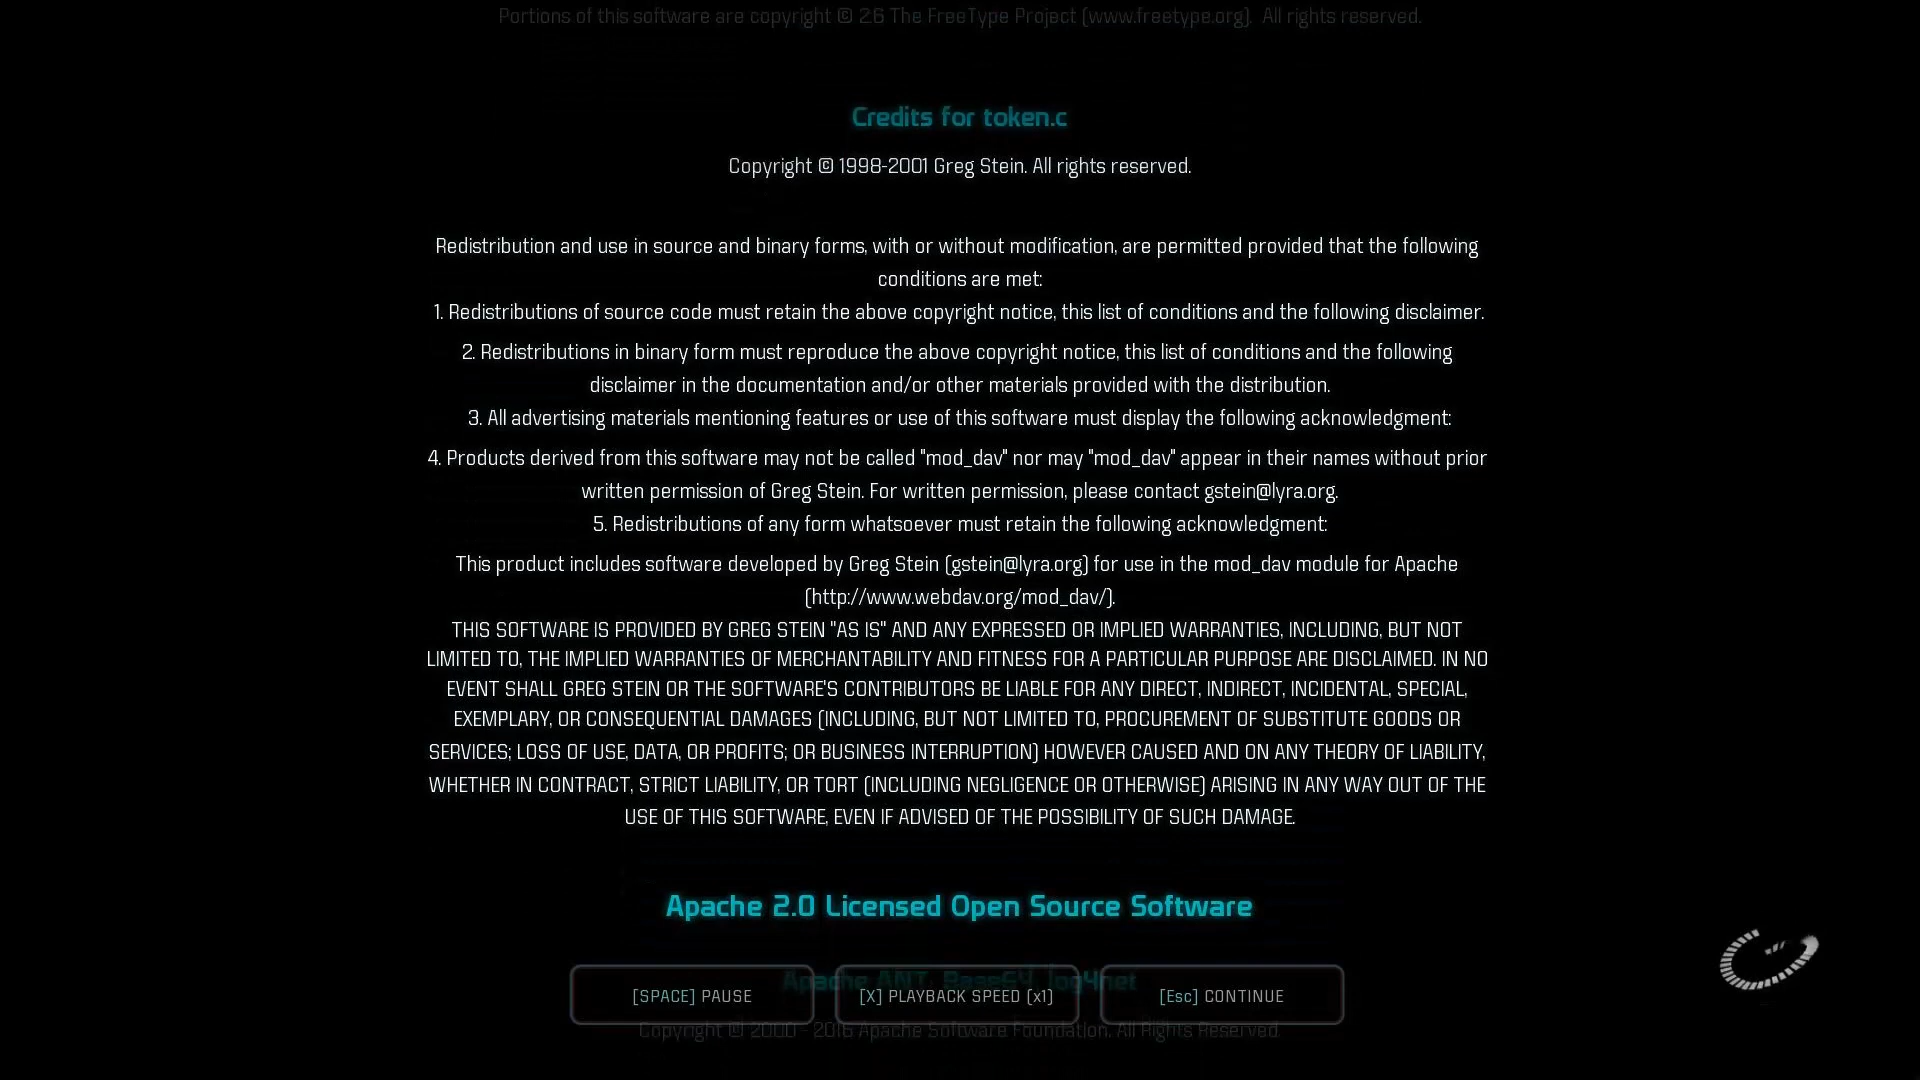 Portions of this software are copyright © 26 The FreeType Project (www.freetype.org).  All rights reserved.
Credits for token.c
Copyright © 1998-2001 Greg Stein. All rights reserved.
Redistribution and use in source and binary forms, with or without modification, are permitted provided that the following
conditions are met:
1. Redistributions of source code must retain the above copyright notice, this list of conditions and the following disclaimer.
2. Redistributions in binary form must reproduce the above copyright notice, this list of conditions and the following
disclaimer in the documentation and/or other materials provided with the distribution.
3. All advertising materials mentioning features or use of this software must display the following acknowledgment:
4. Products derived from this software may not be called "mod_dav" nor may "mod_dav" appear in their names without prior
written permission of Greg Stein. For written permission, please contact gstein@lyra.org.
5. Redistributions of any form whatsoever must retain the following acknowledgment:
This product includes software developed by Greg Stein (gstein@lyra.org) for use in the mod_dav module for Apache
(http://www.webdav.org/mod_dav/).
THIS SOFTWARE IS PROVIDED BY GREG STEIN "AS IS" AND ANY EXPRESSED OR IMPLIED WARRANTIES, INCLUDING, BUT NOT
LIMITED TO, THE IMPLIED WARRANTIES OF MERCHANTABILITY AND FITNESS FOR A PARTICULAR PURPOSE ARE DISCLAIMED. IN NO
EVENT SHALL GREG STEIN OR THE SOFTWARE'S CONTRIBUTORS BE LIABLE FOR ANY DIRECT, INDIRECT, INCIDENTAL, SPECIAL,
EXEMPLARY, OR CONSEQUENTIAL DAMAGES (INCLUDING, BUT NOT LIMITED TO, PROCUREMENT OF SUBSTITUTE GOODS OR
SERVICES; LOSS OF USE, DATA, OR PROFITS; OR BUSINESS INTERRUPTION) HOWEVER CAUSED AND ON ANY THEORY OF LIABILITY,
WHETHER IN CONTRACT, STRICT LIABILITY, OR TORT (INCLUDING NEGLIGENCE OR OTHERWISE) ARISING IN ANY WAY OUT OF THE
USE OF THIS SOFTWARE, EVEN IF ADVISED OF THE POSSIBILITY OF SUCH DAMAGE.
Apache 2.0 Licensed Open Source Software
Apache ANT, Base64, log4net
[SPACE] PAUSE
[X] PLAYBACK SPEED (x1)
[Esc] CONTINUE
Copyright © 2000 - 2016 Apache Software Foundation. All Rights Reserved.